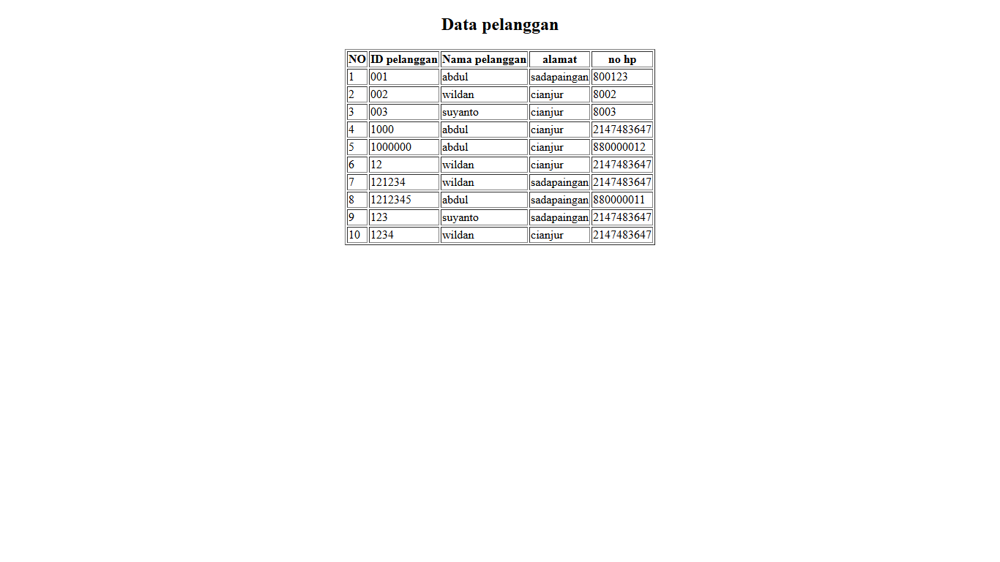 Data pelanggan
NO ID pelanggan Nama pelanggan alamat no hp
1 001 abdul sadapaingan 800123
2 002 wildan cianjur 8002
3 003 suyanto cianjur 8003
4 1000 abdul cianjur 2147483647
5 1000000 abdul cianjur 880000012
6 12 wildan cianjur 2147483647
7 121234 wildan sadapaingan 2147483647
8 1212345 abdul sadapaingan 880000011
9 123 suyanto sadapaingan 2147483647
10 1234 wildan cianjur 2147483647